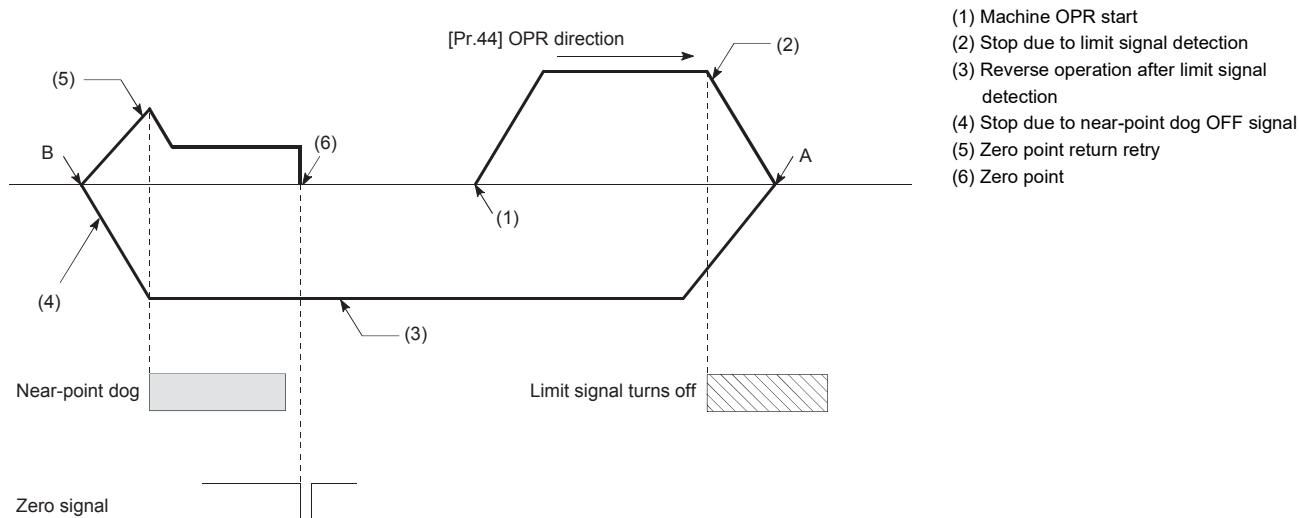 [Pr.44] OPR direction
(2)
(5)
(6)
B
A
(1)
(4)
(3)
Near-point dog
Limit signal turns off
Zero signal
(1) Machine OPR start
(2) Stop due to limit signal detection
(3) Reverse operation after limit signal
detection
(4) Stop due to near-point dog OFF signal
(5) Zero point return retry
(6) Zero point